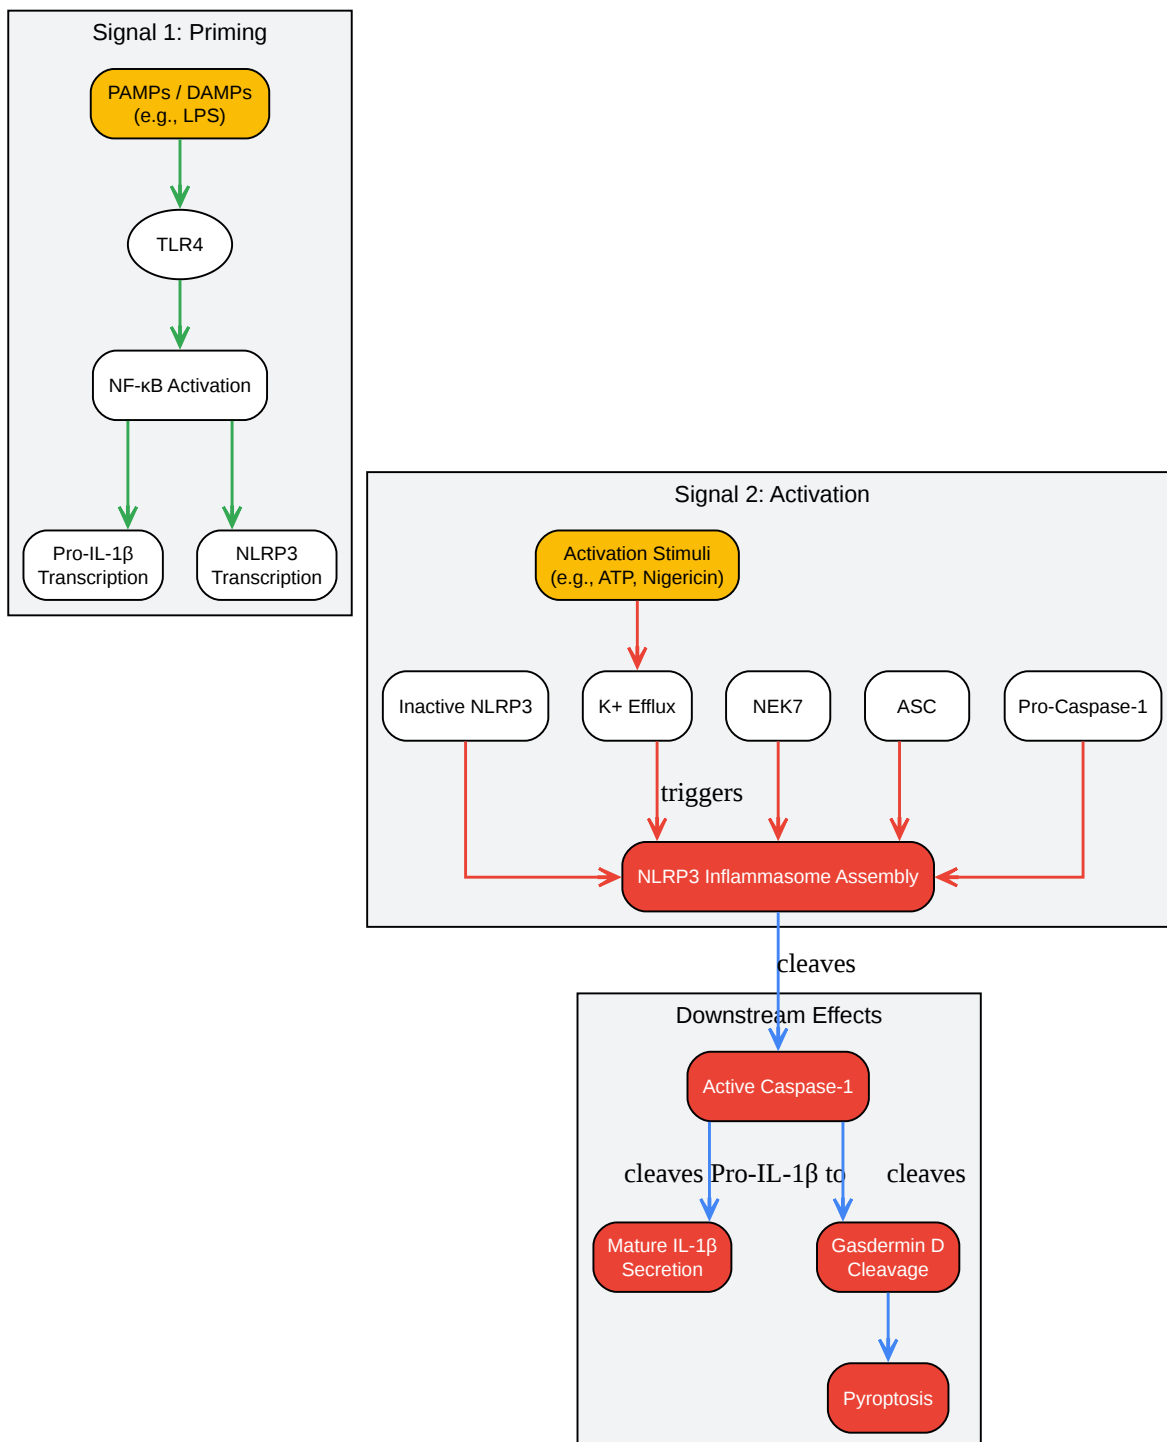 Signal 1: Priming
PAMPs / DAMPs
(e.g., LPS)
TLR4
NF-κB Activation
Pro-IL-1β
Transcription
NLRP3
Transcription
Signal 2: Activation
Activation Stimuli
(e.g., ATP, Nigericin)
Inactive NLRP3
K+ Efflux
NEK7
ASC
Pro-Caspase-1
triggers
NLRP3 Inflammasome Assembly
cleaves
Downstream Effects
Active Caspase-1
cleaves Pro-IL-1β to
cleaves
Mature IL-1β
Secretion
Gasdermin D
Cleavage
Pyroptosis